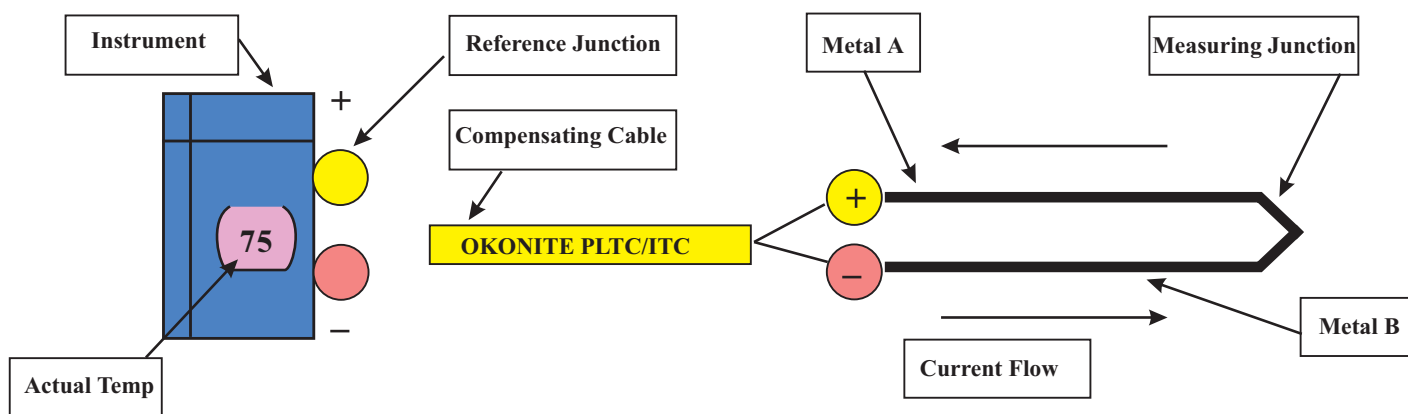 Instrument
Reference Junction
Metal A
Measuring Junction
+
Compensating Cable
+
OKONITE PLTC/ITC
75
−
−
Metal B
Current Flow
Actual Temp